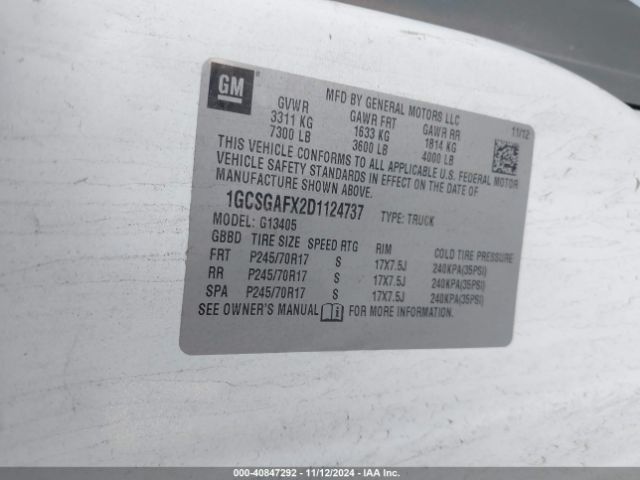 GM
MFD BY GENERAL MOTORS LLC
11/12
GVWR GAWR FRT GAWR RR
3311 KG 1633 KG 1814 KG
7300 LB 3600 LB 4000 LB
THIS VEHICLE CONFORMS TO ALL APPLICABLE U.S. FEDERAL MOTOR
VEHICLE SAFETY STANDARDS IN EFFECT ON THE DATE OF
MANUFACTURE SHOWN ABOVE.
1GCSGAFX2D1124737 TYPE: TRUCK
MODEL: G13405
GBBD TIRE SIZE SPEED RTG RIM COLD TIRE PRESSURE
FRT P245/70R17 S 17X7.5J 240KPA(35PSI)
RR P245/70R17 S 17X7.5J 240KPA(35PSI)
SPA P245/70R17 S 17X7.5J 240KPA(35PSI)
SEE OWNER'S MANUAL i FOR MORE INFORMATION.
000-40847292 - 11/12/2024 - IAA Inc.